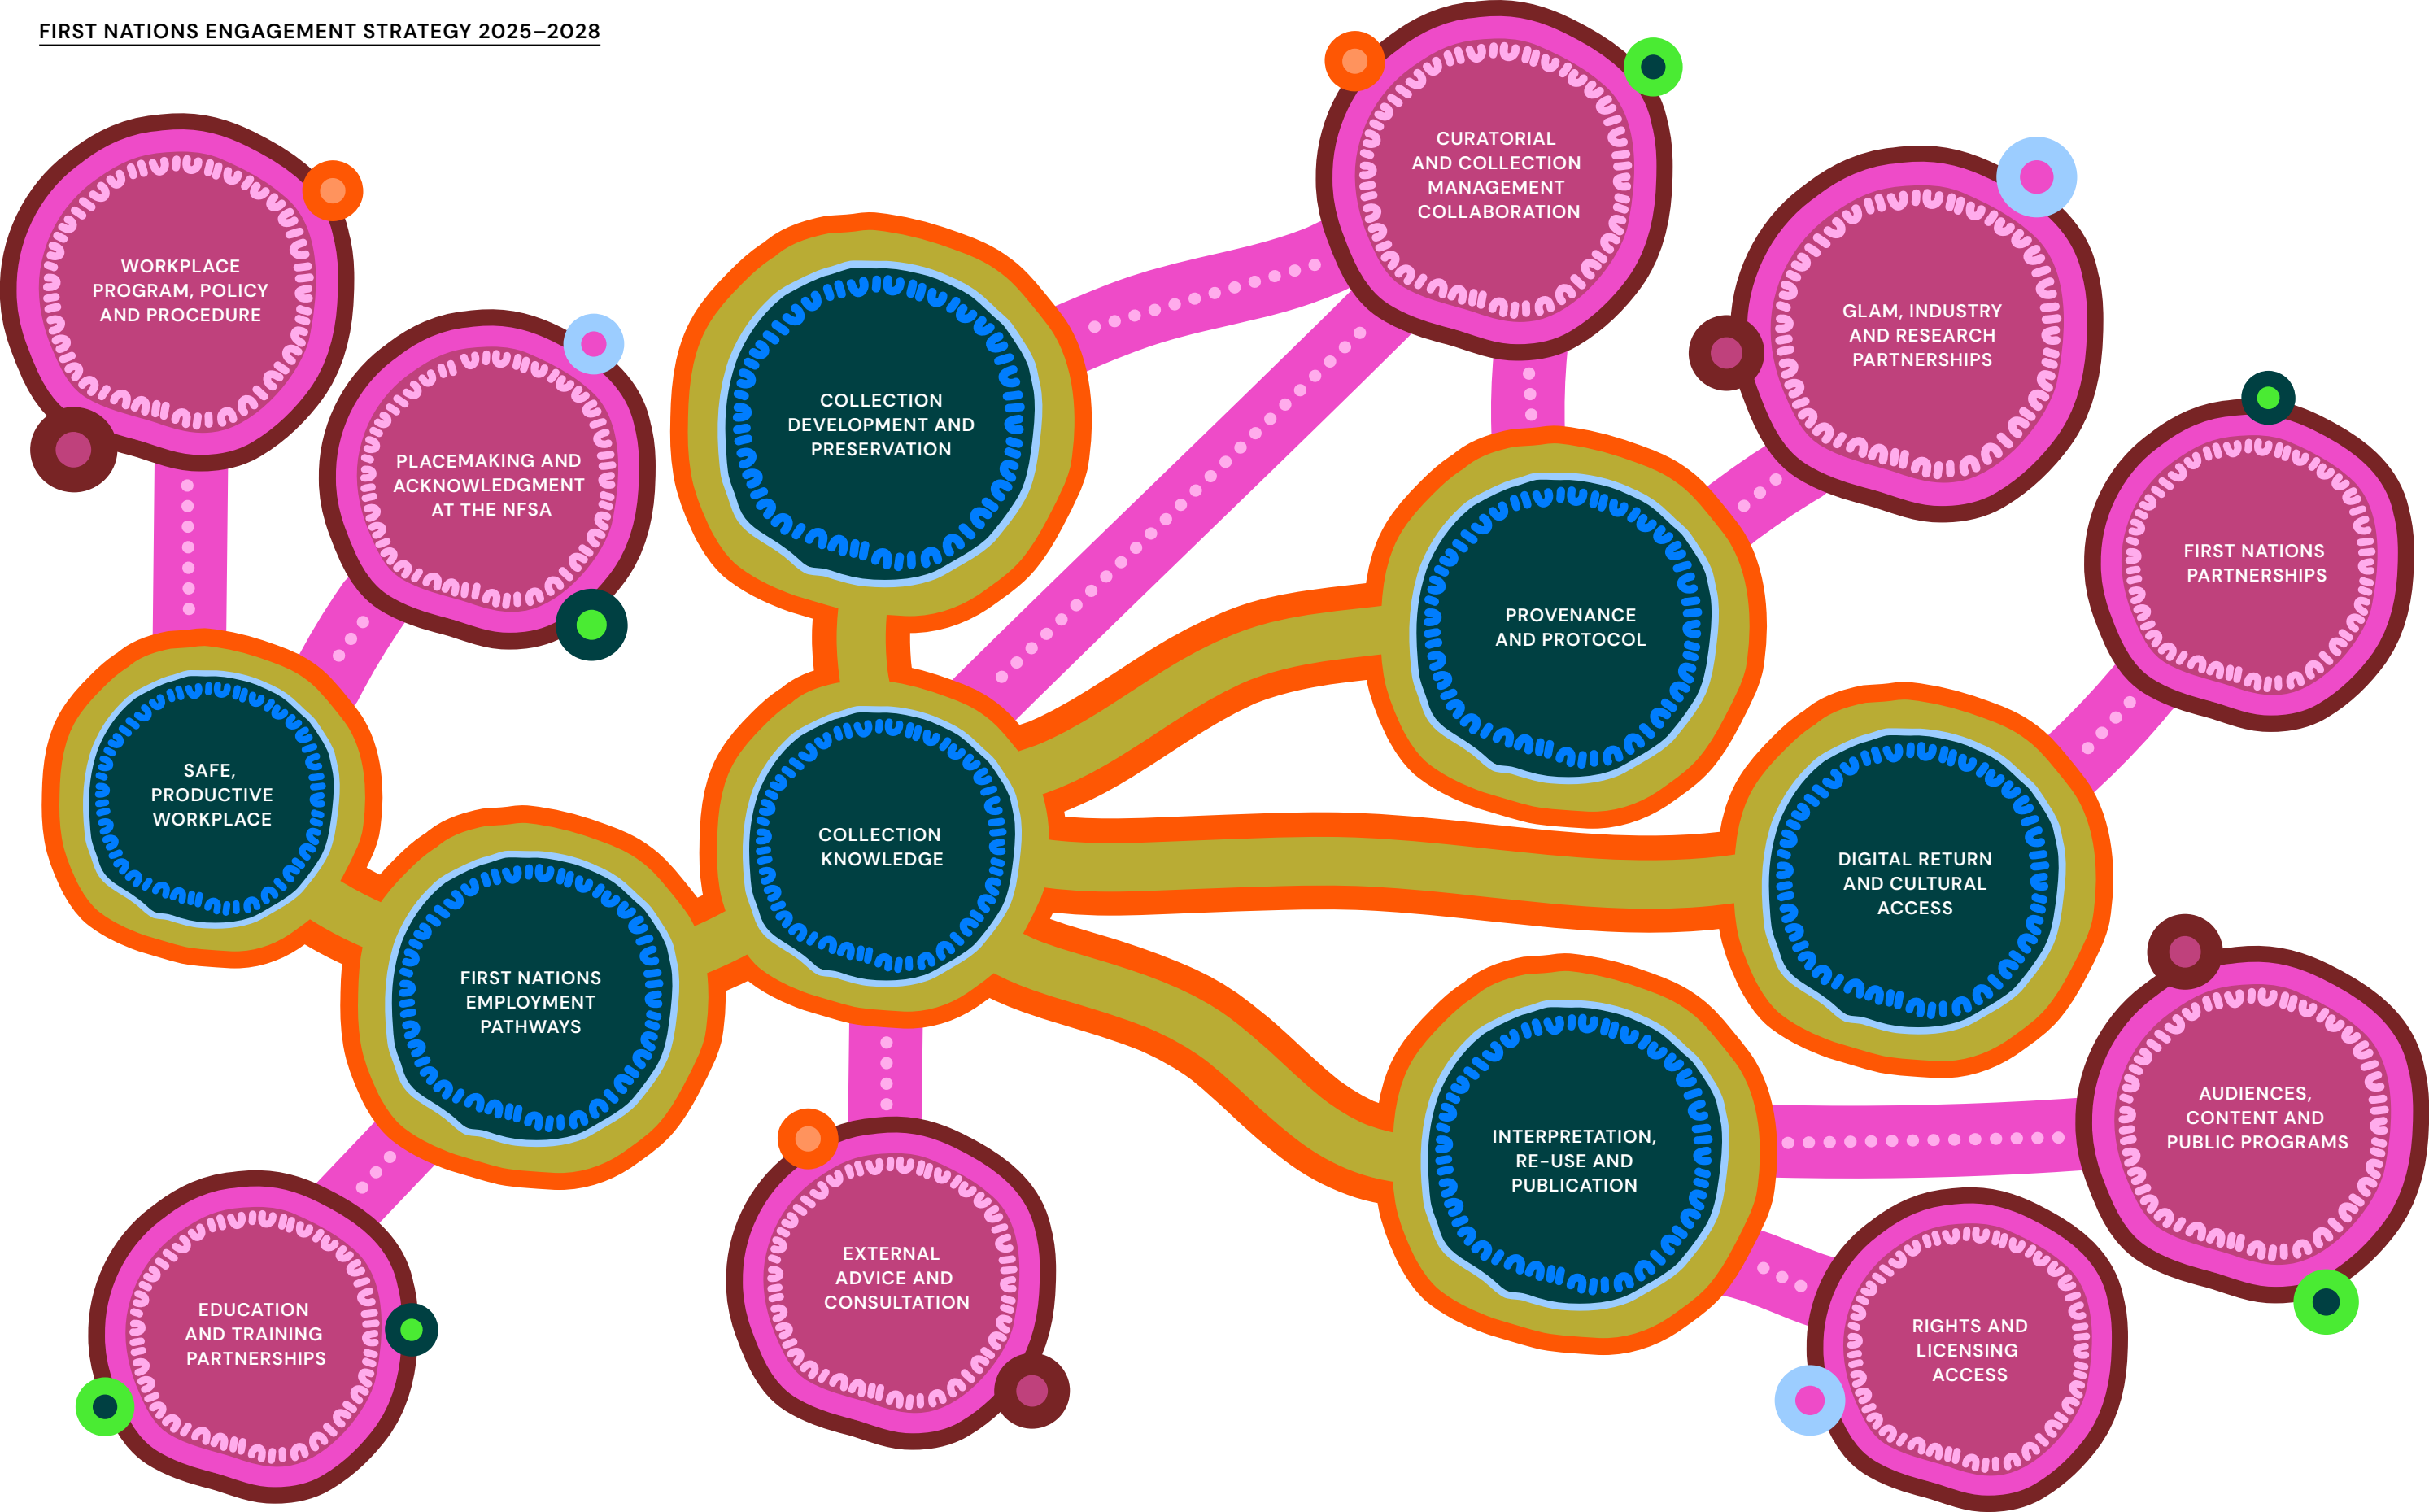 FIRST NATIONS ENGAGEMENT STRATEGY 2025–2028
WORKPLACE
PROGRAM, POLICY
AND PROCEDURE
PLACEMAKING AND
ACKNOWLEDGMENT
AT THE NFSA
COLLECTION
DEVELOPMENT AND
PRESERVATION
CURATORIAL
AND COLLECTION
MANAGEMENT
COLLABORATION
GLAM, INDUSTRY
AND RESEARCH
PARTNERSHIPS
FIRST NATIONS
PARTNERSHIPS
PROVENANCE
AND PROTOCOL
SAFE,
PRODUCTIVE
WORKPLACE
COLLECTION
KNOWLEDGE
DIGITAL RETURN
AND CULTURAL
ACCESS
FIRST NATIONS
EMPLOYMENT
PATHWAYS
INTERPRETATION,
RE-USE AND
PUBLICATION
AUDIENCES,
CONTENT AND
PUBLIC PROGRAMS
EDUCATION
AND TRAINING
PARTNERSHIPS
EXTERNAL
ADVICE AND
CONSULTATION
RIGHTS AND
LICENSING
ACCESS